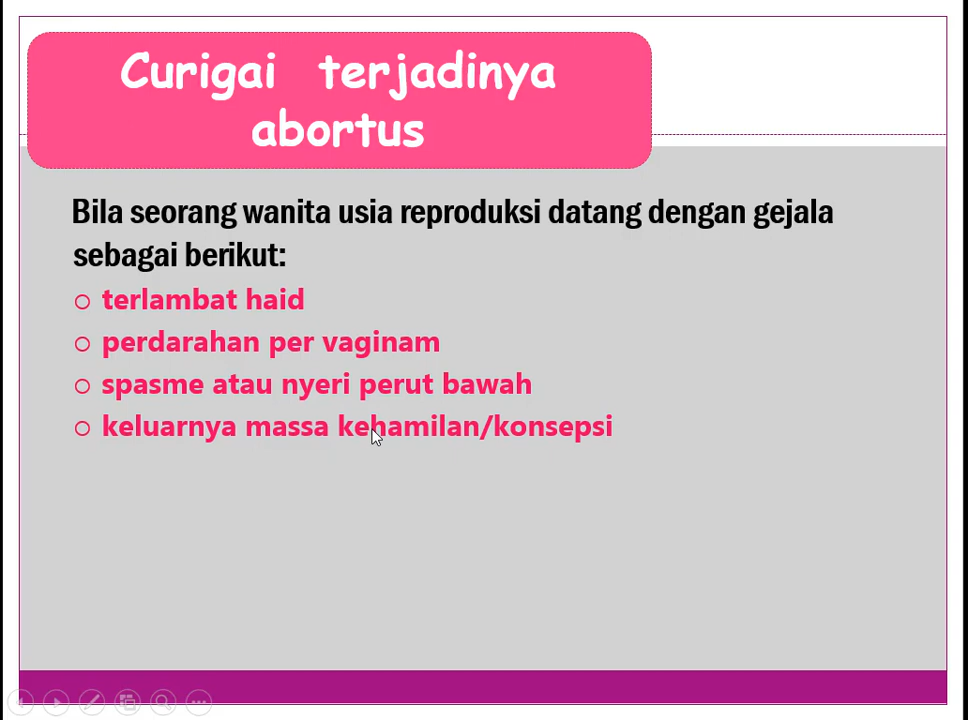 Curigai terjadinya
abortus
Bila seorang wanita usia reproduksi datang dengan gejala
sebagai berikut:
terlambat haid
perdarahan per vaginam
spasme atau nyeri perut bawah
keluarnya massa kehamilan/konsepsi